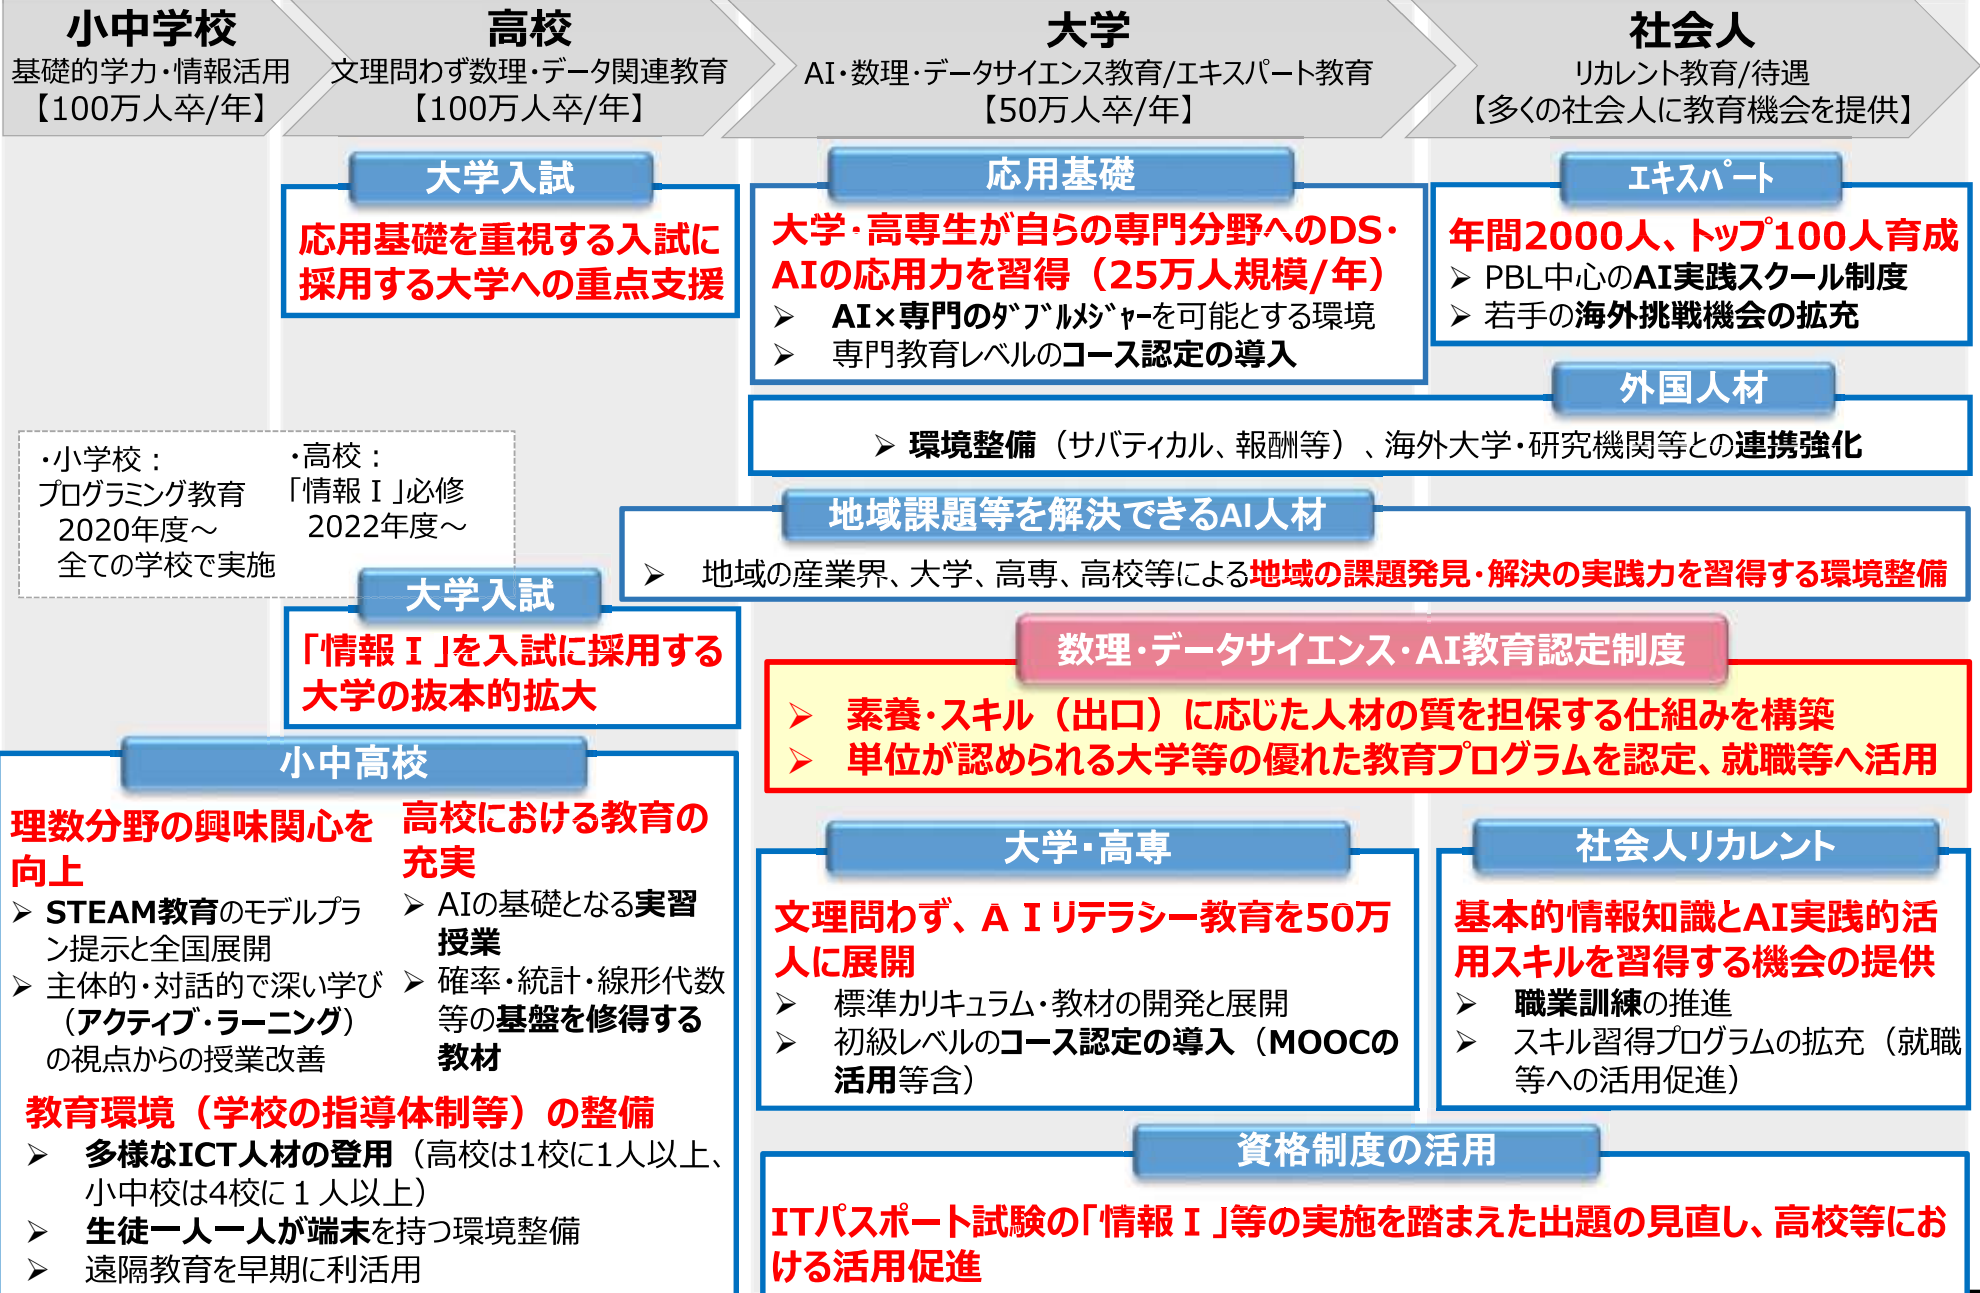 小中学校
基礎的学力・情報活用
【100万人卒/年】
高校
文理問わず数理・データ関連教育
【100万人卒/年】
大学
AI・数理・データサイエンス教育/エキスパート教育
【50万人卒/年】
社会人
リカレント教育/待遇
【多くの社会人に教育機会を提供】
大学入試
応用基礎を重視する入試に
採用する大学への重点支援
応用基礎
大学・高専生が自らの専門分野へのDS・
AIの応用力を習得（25万人規模/年）
➢ AI×専門のﾀﾞﾌﾞﾙﾒｼﾞｬｰを可能とする環境
➢ 専門教育レベルのコース認定の導入
ｴｷｽﾊﾟｰﾄ
年間2000人、トップ100人育成
➢ PBL中心のAI実践スクール制度
➢ 若手の海外挑戦機会の拡充
外国人材
➢ 環境整備（サバティカル、報酬等）、海外大学・研究機関等との連携強化
・小学校：
プログラミング教育
2020年度～
全ての学校で実施
・高校：
「情報Ⅰ」必修
2022年度～
地域課題等を解決できるAI人材
➢ 地域の産業界、大学、高専、高校等による地域の課題発見・解決の実践力を習得する環境整備
大学入試
「情報Ⅰ」を入試に採用する
大学の抜本的拡大
数理・データサイエンス・AI教育認定制度
➢ 素養・スキル（出口）に応じた人材の質を担保する仕組みを構築
➢ 単位が認められる大学等の優れた教育プログラムを認定、就職等へ活用
小中高校
理数分野の興味関心を
向上
➢ STEAM教育のモデルプラ
ン提示と全国展開
➢ 主体的・対話的で深い学び
（アクティブ・ラーニング）
の視点からの授業改善
高校における教育の
充実
➢ AIの基礎となる実習
授業
➢ 確率・統計・線形代数
等の基盤を修得する
教材
教育環境（学校の指導体制等）の整備
➢ 多様なICT人材の登用（高校は1校に1人以上、
小中校は4校に１人以上）
➢ 生徒一人一人が端末を持つ環境整備
➢ 遠隔教育を早期に利活用
大学・高専
文理問わず、ＡＩリテラシー教育を50万
人に展開
➢ 標準カリキュラム・教材の開発と展開
➢ 初級レベルのコース認定の導入（MOOCの
活用等含）
社会人リカレント
基本的情報知識とAI実践的活
用スキルを習得する機会の提供
➢ 職業訓練の推進
➢ スキル習得プログラムの拡充（就職
等への活用促進）
資格制度の活用
ITパスポート試験の「情報Ⅰ」等の実施を踏まえた出題の見直し、高校等にお
ける活用促進